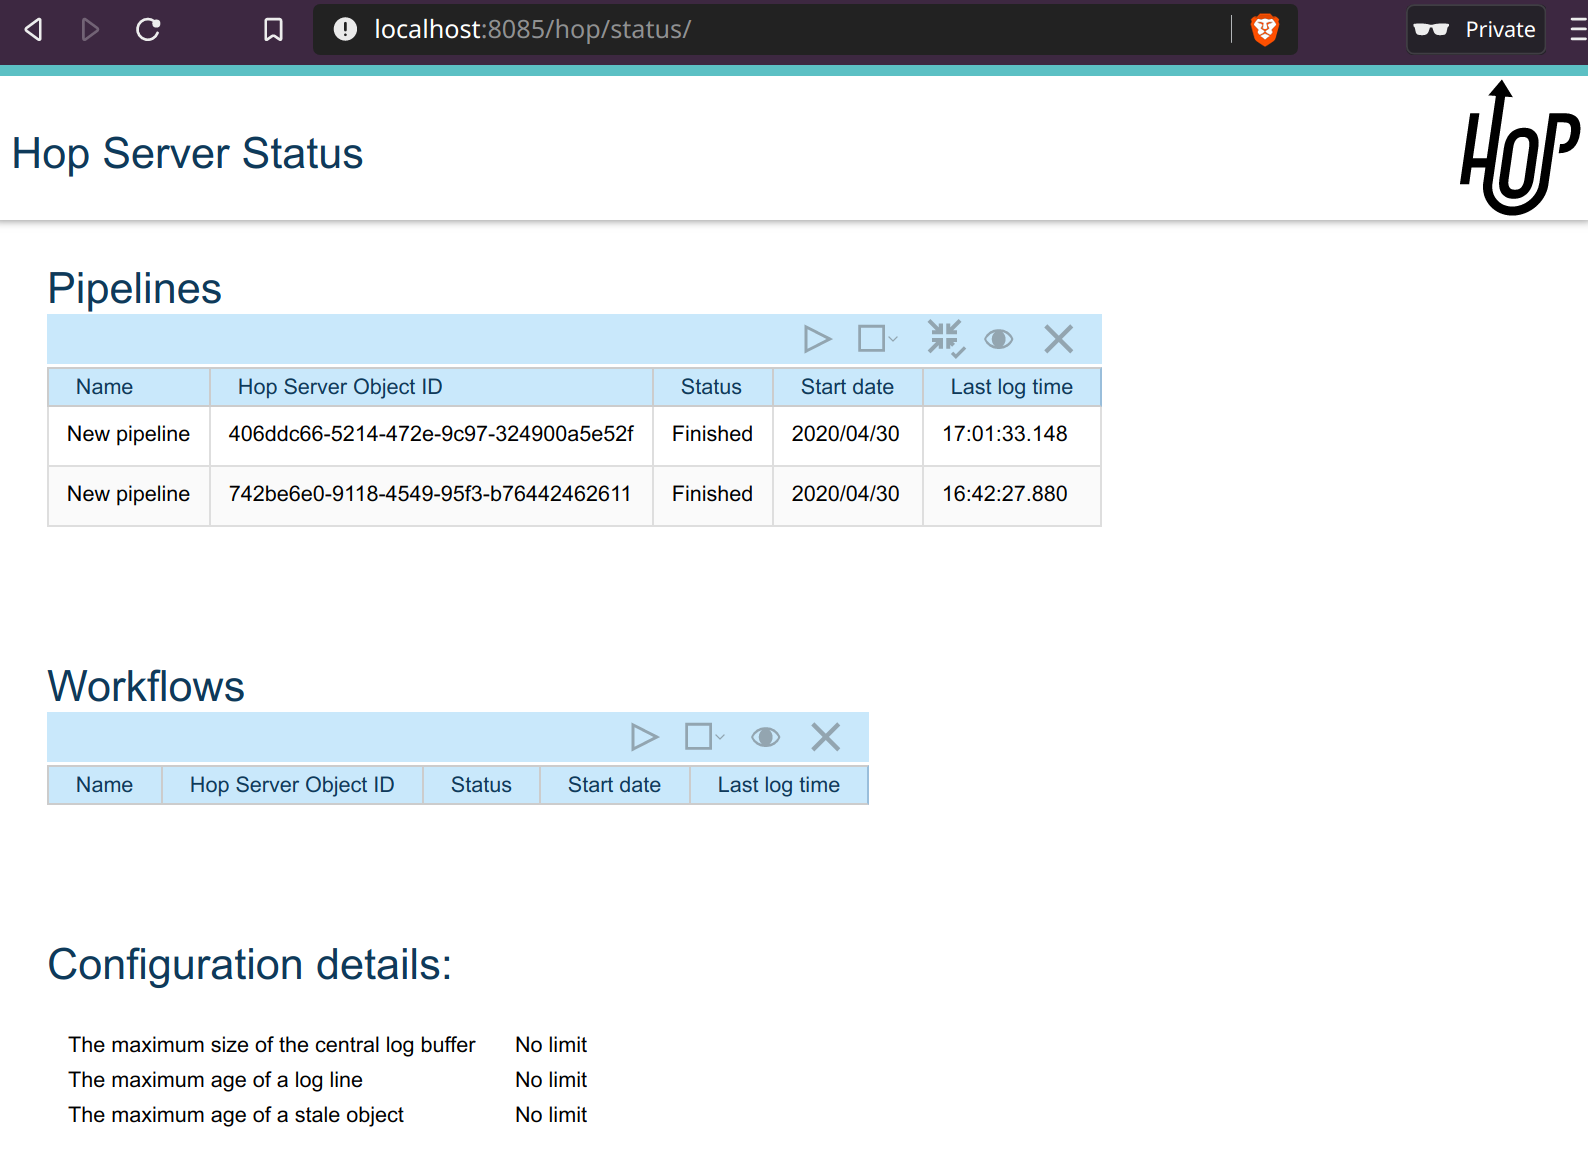 localhost:8085/hop/status/
Private
Hop Server Status
HOP
Pipelines
Name Hop Server Object ID Status Start date Last log time
New pipeline 406ddc66-5214-472e-9c97-324900a5e52f Finished 2020/04/30 17:01:33.148
New pipeline 742be6e0-9118-4549-95f3-b76442462611 Finished 2020/04/30 16:42:27.880
Workflows
Name Hop Server Object ID Status Start date Last log time
Configuration details:
The maximum size of the central log buffer No limit
The maximum age of a log line No limit
The maximum age of a stale object No limit